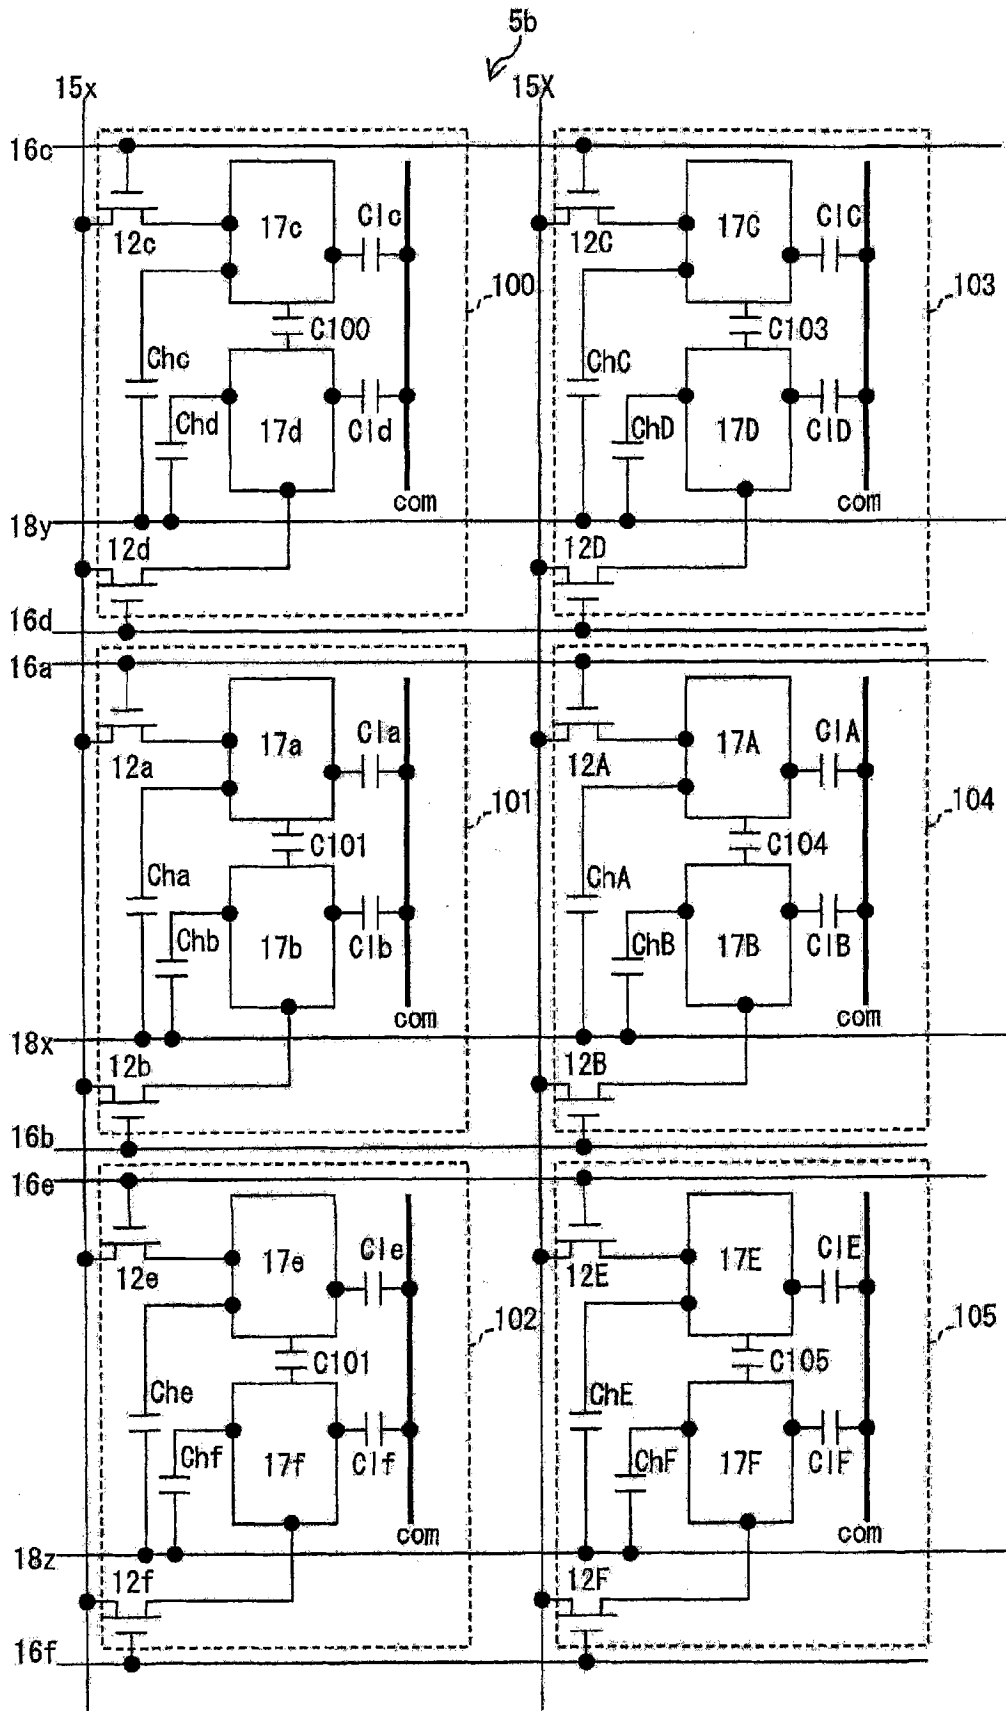 5b
15x
15X
16c
17c
Clc
17C
ClC
12c
12C
100
103
C100
C103
Chc
ChC
Chd
17d
Cld
ChD
17D
ClD
com
com
18y
12d
12D
16d
16a
17a
Cla
17A
ClA
12a
12A
101
104
C101
C104
Cha
ChA
Chb
17b
Clb
ChB
17B
ClB
com
com
18x
12b
12B
16b
16e
17e
Cle
17E
ClE
12e
12E
102
105
C101
C105
Che
ChE
Chf
17f
Clf
ChF
17F
ClF
com
com
18z
12f
12F
16f